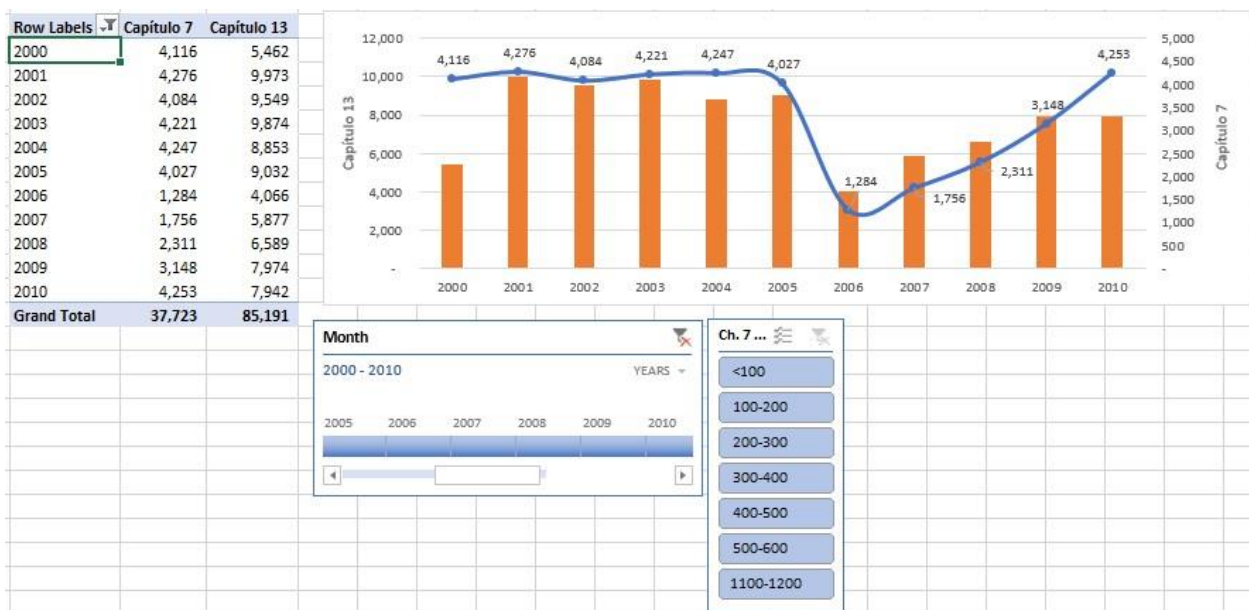 Row Labels Capítulo 7 Capítulo 13
2000 4,116 5,462
2001 4,276 9,973
2002 4,084 9,549
2003 4,221 9,874
2004 4,247 8,853
2005 4,027 9,032
2006 1,284 4,066
2007 1,756 5,877
2008 2,311 6,589
2009 3,148 7,974
2010 4,253 7,942
Grand Total 37,723 85,191
Capítulo 13
12,000
10,000
8,000
6,000
4,000
2,000
-
4,116 4,276 4,084 4,221 4,247 4,027 1,284 1,756 2,311 3,148 4,253
5,000
4,500
4,000
3,500
3,000
2,500
2,000
1,500
1,000
500
-
Capítulo 7
2000 2001 2002 2003 2004 2005 2006 2007 2008 2009 2010
Month
2000 - 2010 YEARS
2005 2006 2007 2008 2009 2010
Ch. 7 ...
<100
100-200
200-300
300-400
400-500
500-600
1100-1200